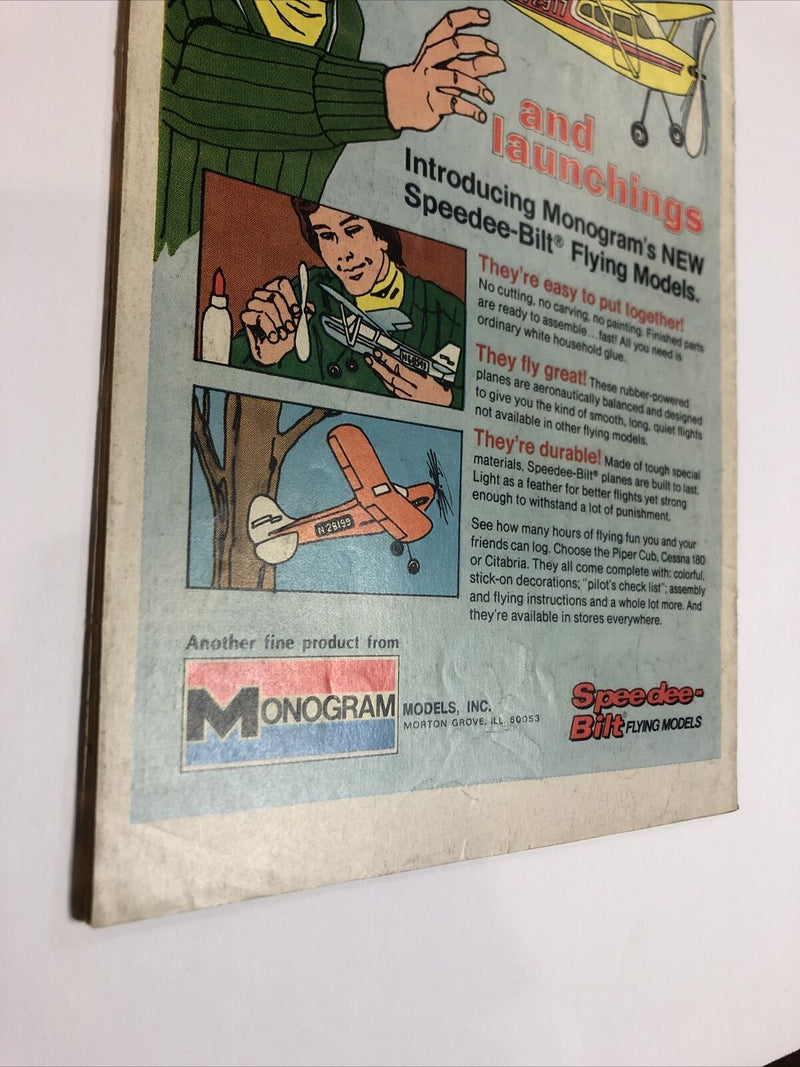 and
launchings
Introducing Monogram's NEW
Speedee-Bilt® Flying Models.
They're easy to put together!
No cutting, no carving, no painting. Finished parts
are ready to assemble...fast! All you need is
ordinary white household glue.
They fly great! These rubber-powered
planes are aeronautically balanced and designed
to give you the kind of smooth, long, quiet flights
not available in other flying models.
They're durable! Made of tough special
materials, Speedee-Bilt® planes are built to last.
Light as a feather for better flights yet strong
enough to withstand a lot of punishment.
See how many hours of flying fun you and your
friends can log. Choose the Piper Cub, Cessna 180
or Citabria. They all come complete with: colorful,
stick-on decorations; "pilot's check list"; assembly
and flying instructions and a whole lot more. And
they're available in stores everywhere.
N28199
Another fine product from
MONOGRAM MODELS, INC.
MORTON GROVE, ILL. 60053
Speedee-
Bilt® FLYING MODELS